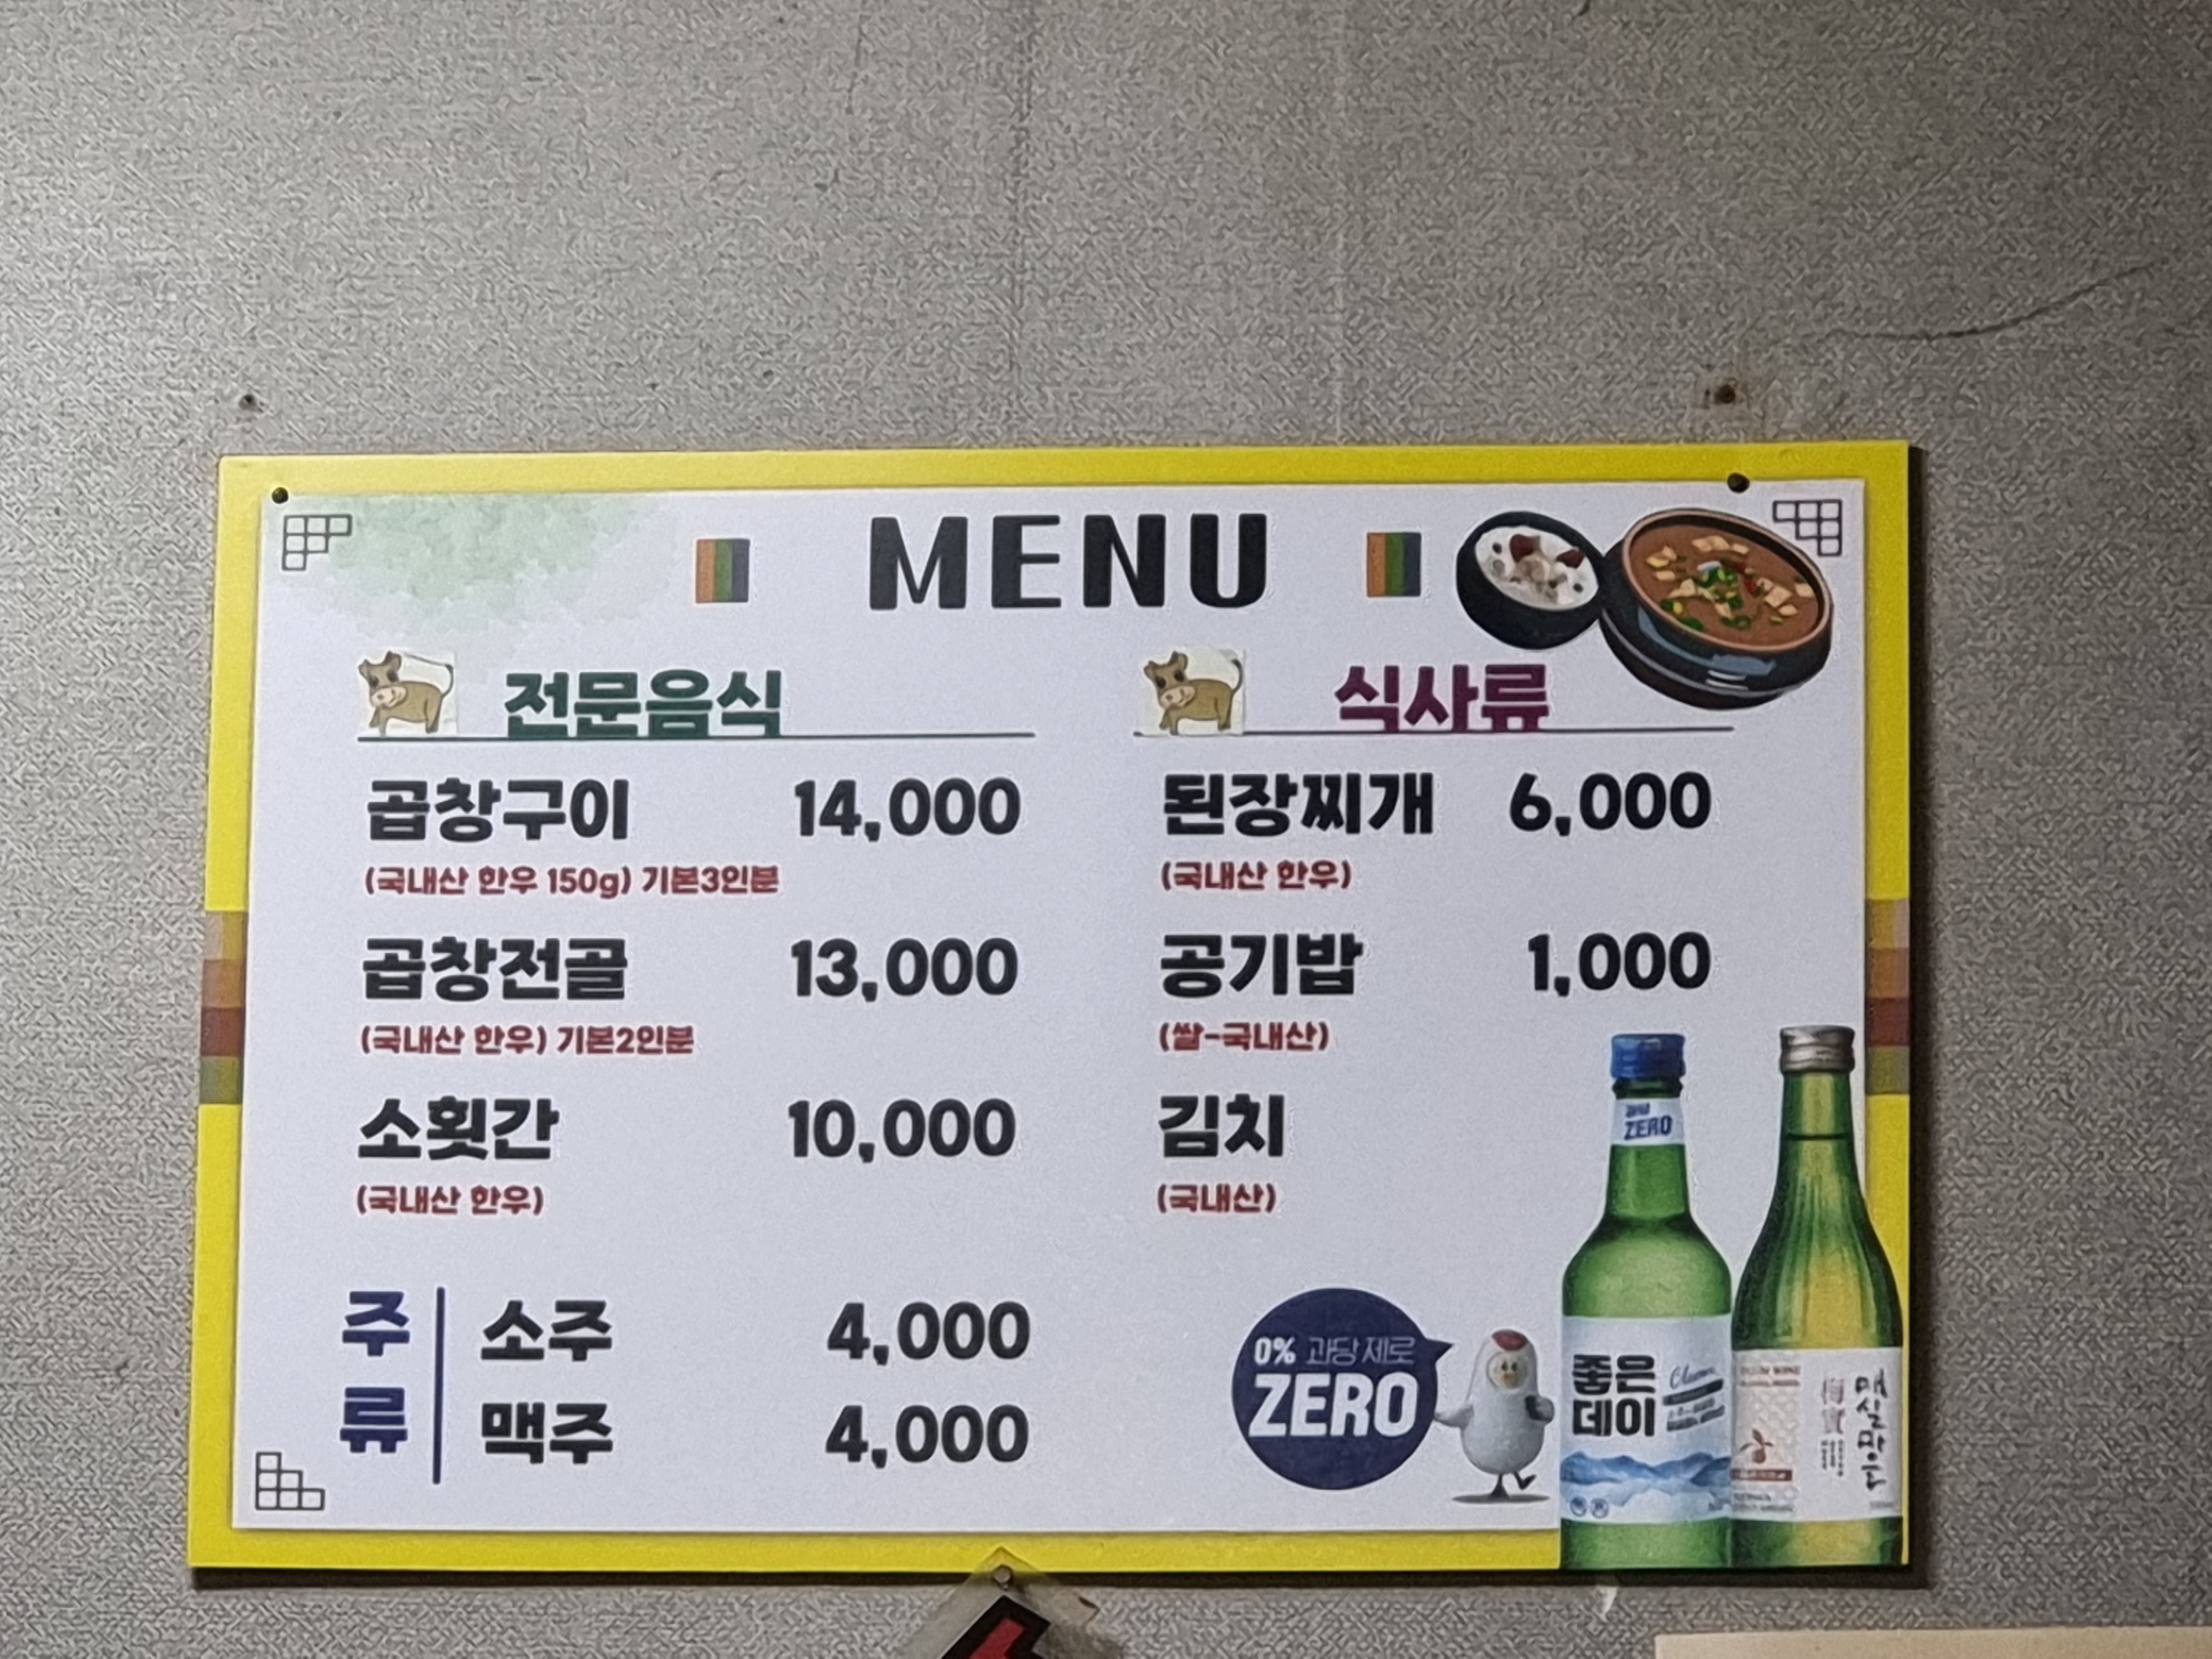 MENU
전문음식
곱창구이 14,000
(국내산 한우 150g) 기본3인분
곱창전골 13,000
(국내산 한우) 기본2인분
소횟간 10,000
(국내산 한우)
식사류
된장찌개 6,000
(국내산 한우)
공기밥 1,000
(쌀-국내산)
김치
(국내산)
주류
소주 4,000
맥주 4,000
0% 과당 제로
ZERO
ZERO
좋은
데이
매실마을